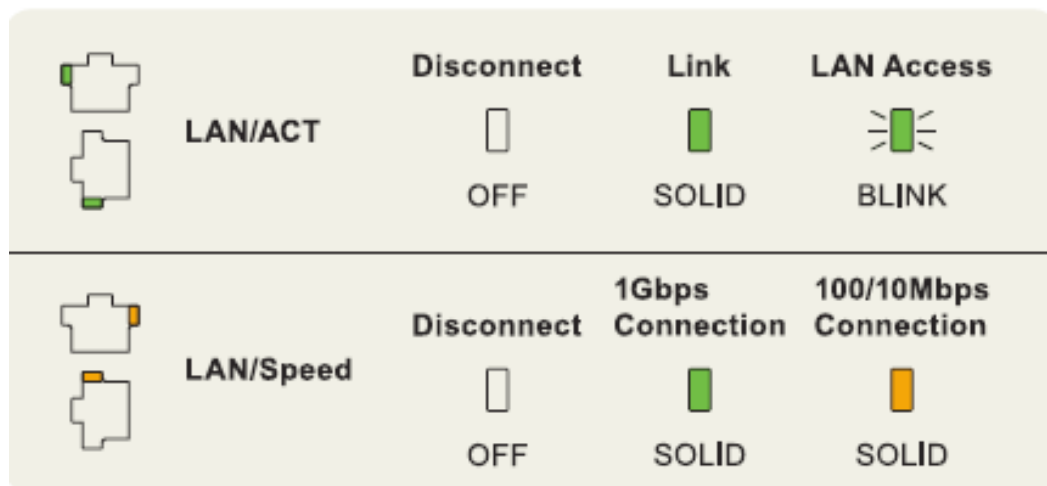 Disconnect Link LAN Access
LAN/ACT
OFF SOLID BLINK
1Gbps 100/10Mbps
Disconnect Connection Connection
LAN/Speed
OFF SOLID SOLID